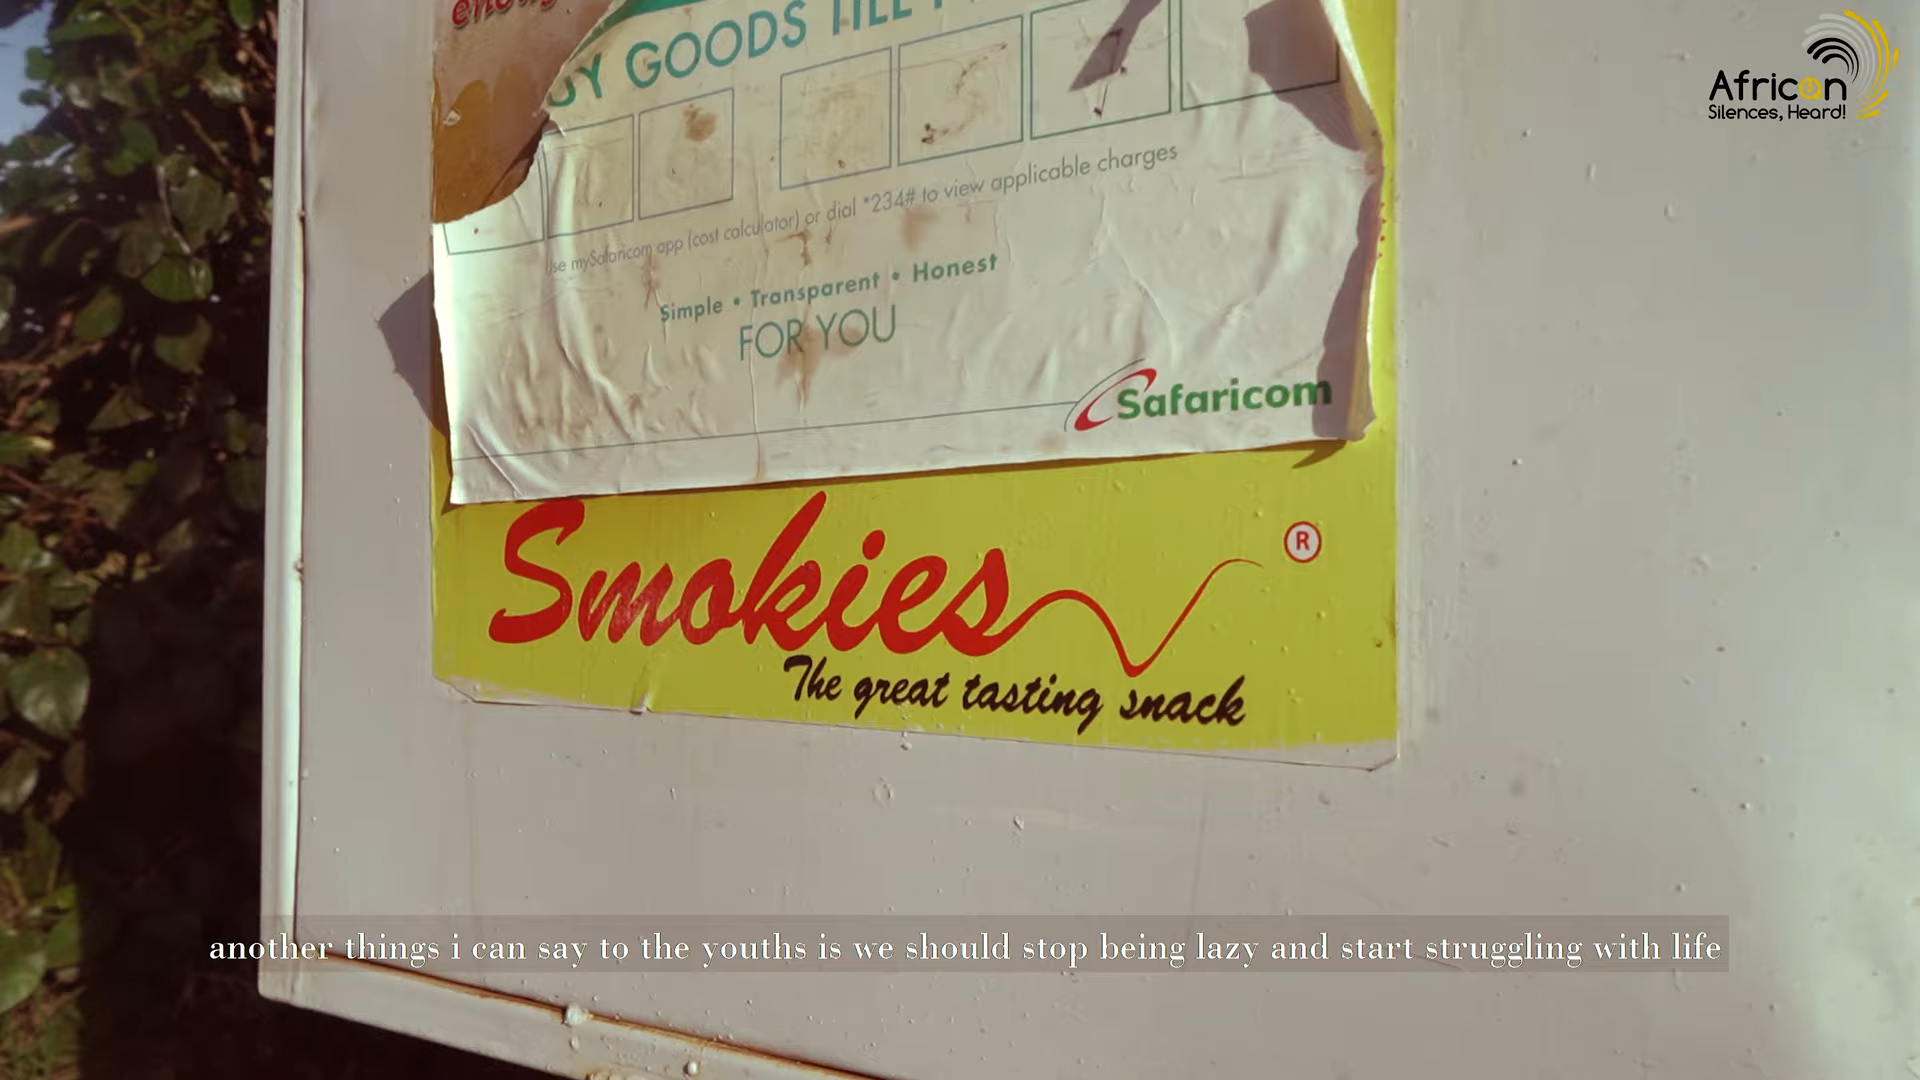 GOODS TILL
Use mySafaricom app (cost calculator) or dial *234# to view applicable charges
Simple • Transparent • Honest
FOR YOU
Safaricom
Smokies ®
The great tasting snack
African
Silences, Heard!
another things i can say to the youths is we should stop being lazy and start struggling with life